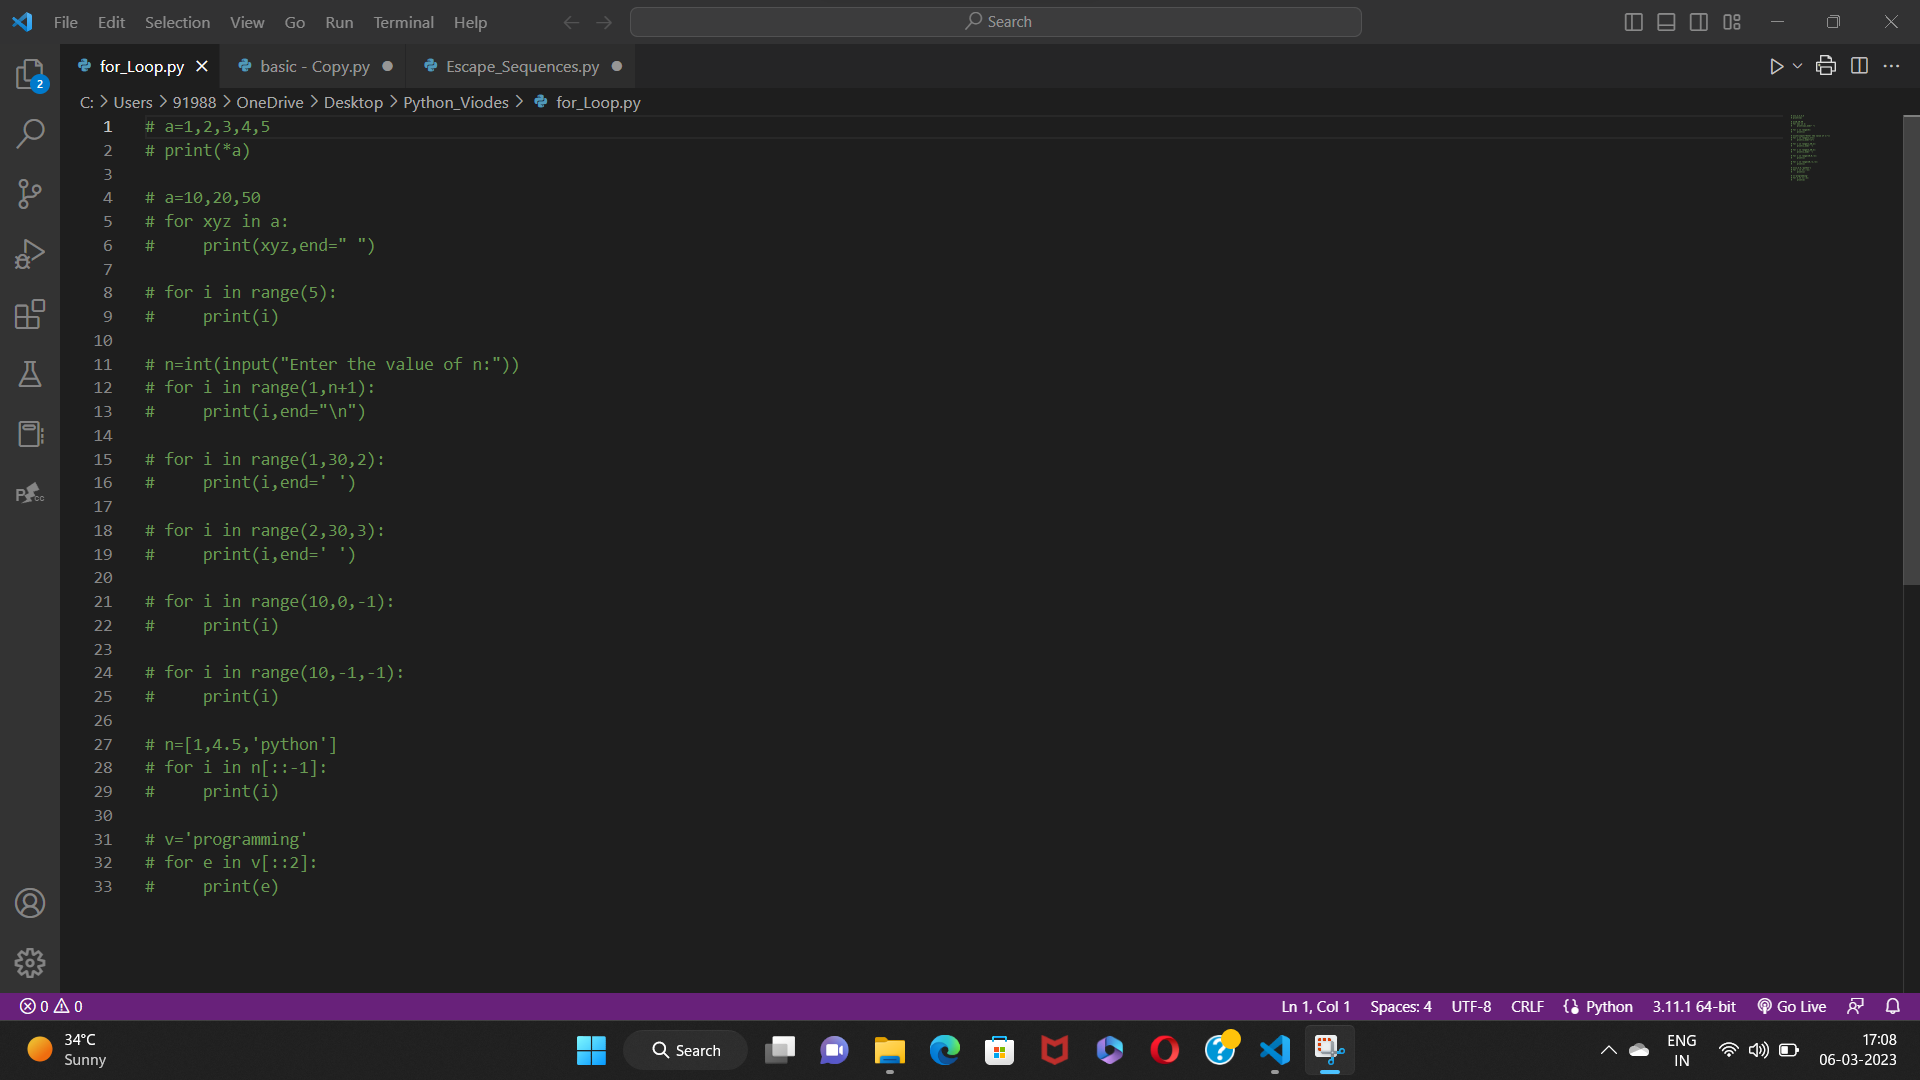 File Edit Selection View Go Run Terminal Help Search
for_Loop.py basic - Copy.py Escape_Sequences.py
2
C: > Users > 91988 > OneDrive > Desktop > Python_Viodes > for_Loop.py
1 # a=1,2,3,4,5
2 # print(*a)
3
4 # a=10,20,50
5 # for xyz in a:
6 #     print(xyz,end=" ")
7
8 # for i in range(5):
9 #     print(i)
10
11 # n=int(input("Enter the value of n:"))
12 # for i in range(1,n+1):
13 #     print(i,end="\n")
14
15 # for i in range(1,30,2):
16 #     print(i,end=' ')
17
18 # for i in range(2,30,3):
19 #     print(i,end=' ')
20
21 # for i in range(10,0,-1):
22 #     print(i)
23
24 # for i in range(10,-1,-1):
25 #     print(i)
26
27 # n=[1,4.5,'python']
28 # for i in n[::-1]:
29 #     print(i)
30
31 # v='programming'
32 # for e in v[::2]:
33 #     print(e)
0 0 Ln 1, Col 1 Spaces: 4 UTF-8 CRLF Python 3.11.1 64-bit Go Live
34°C
Sunny
Search
ENG
IN
17:08
06-03-2023